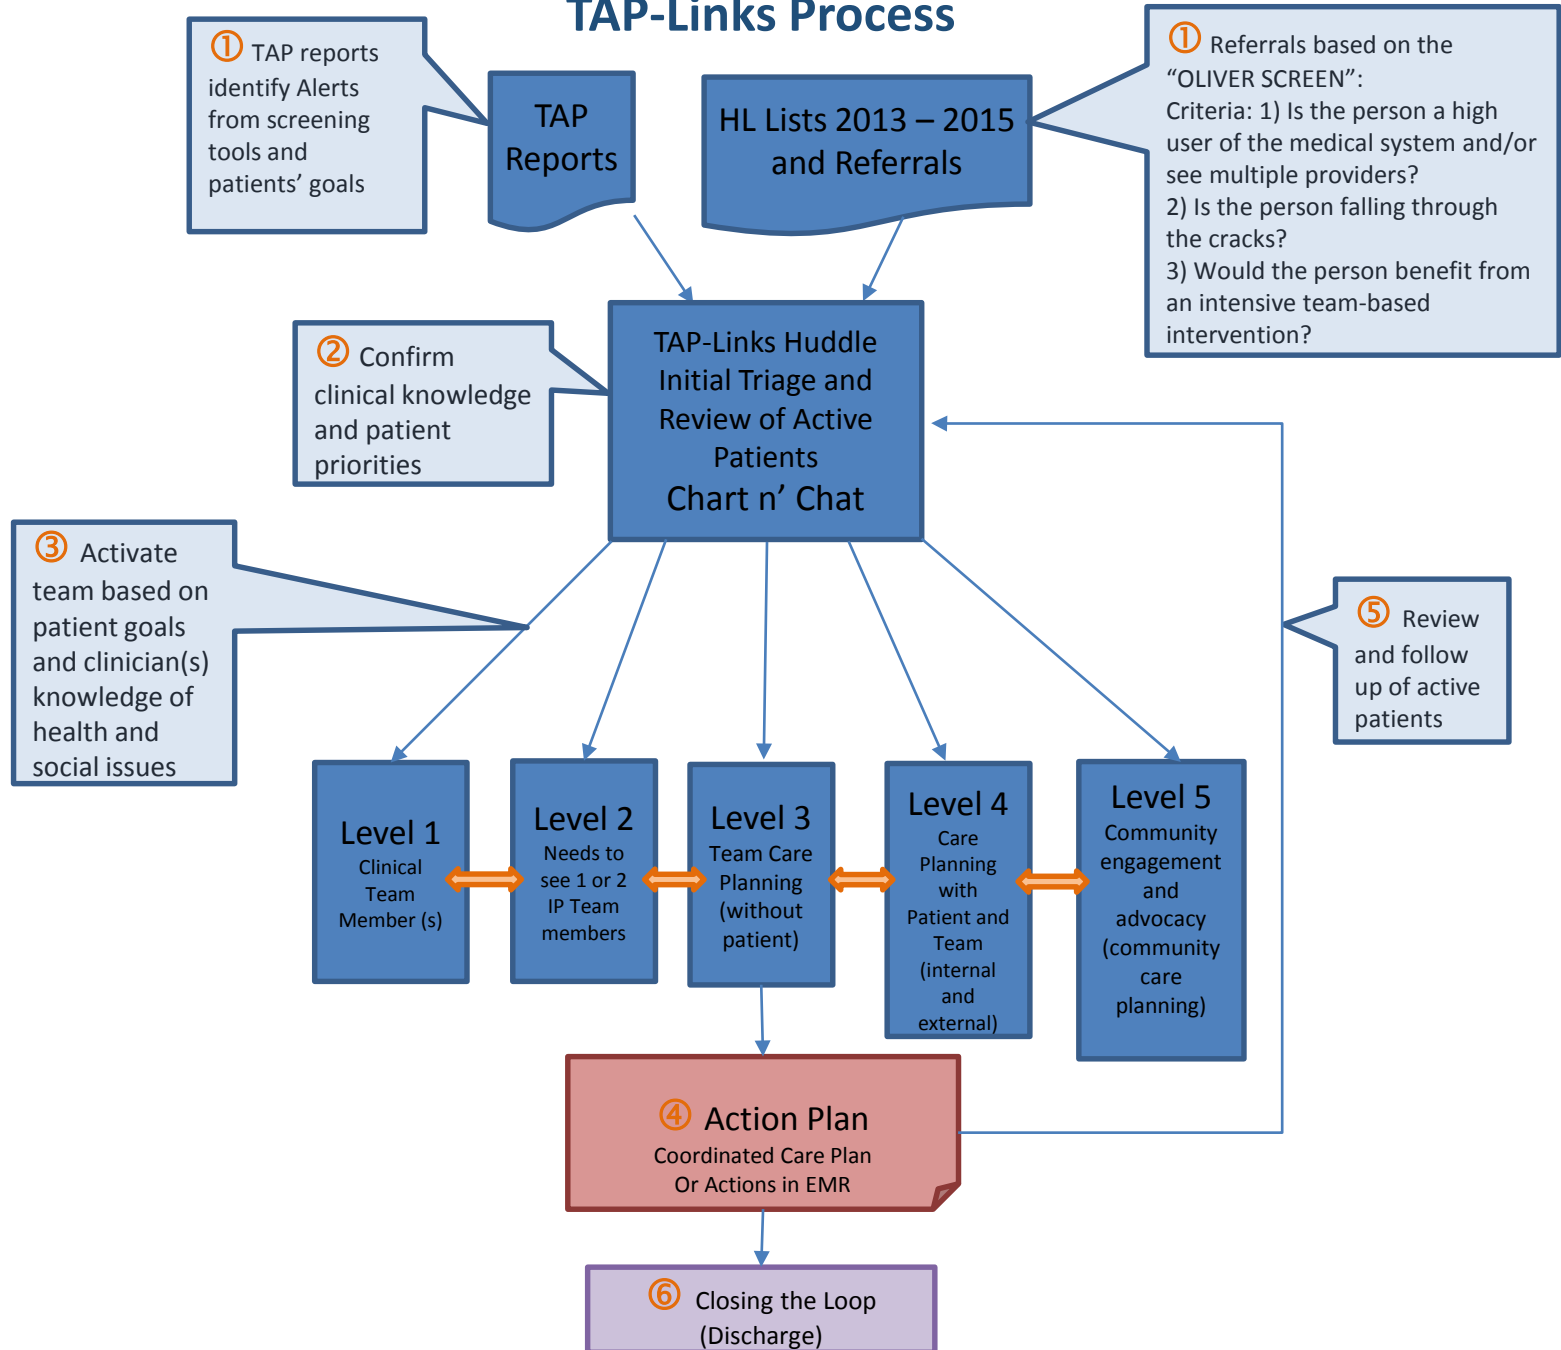 TAP-Links Process
① TAP reports
identify Alerts
from screening
tools and
patients’ goals
TAP
Reports
HL Lists 2013 – 2015
and Referrals
① Referrals based on the
“OLIVER SCREEN”:
Criteria: 1) Is the person a high
user of the medical system and/or
see multiple providers?
2) Is the person falling through
the cracks?
3) Would the person benefit from
an intensive team-based
intervention?
② Confirm
clinical knowledge
and patient
priorities
TAP-Links Huddle
Initial Triage and
Review of Active
Patients
Chart n’ Chat
③ Activate
team based on
patient goals
and clinician(s)
knowledge of
health and
social issues
⑤ Review
and follow
up of active
patients
Level 1
Clinical
Team
Member (s)
Level 2
Needs to
see 1 or 2
IP Team
members
Level 3
Team Care
Planning
(without
patient)
Level 4
Care
Planning
with
Patient and
Team
(internal
and
external)
Level 5
Community
engagement
and
advocacy
(community
care
planning)
④ Action Plan
Coordinated Care Plan
Or Actions in EMR
⑥ Closing the Loop
(Discharge)